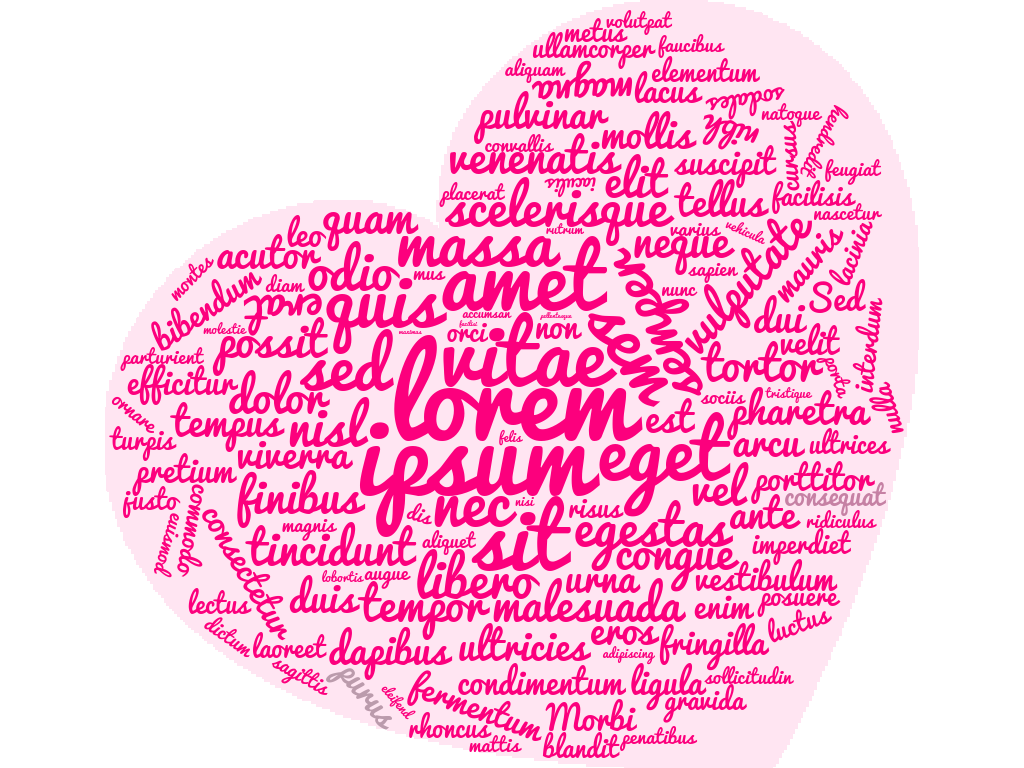 volutpat
metus
ullamcorper
faucibus
aliquam
elementum
magna
lacus
sodales
natoque
pulvinar
mollis
nibh
hendrerit
convallis
cursus
venenatis
suscipit
feugiat
iaculis
elit
placerat
tellus
facilisis
scelerisque
nascetur
quam
rutrum
varius
vehicula
leo
massa
neque
vulputate
mauris
lacinia
acutor
odio
mus
amet
sapien
montes
diam
semper
nunc
Sed
bibendum
erat
quis
accumsan
pellentesque
dui
molestie
maximus
facilisi
orci
non
sem
velit
interdum
possit
vitae
parturient
sed
tortor
porta
efficitur
dolor
lorem
sociis
tristique
nulla
ornare
tempus
nisl
est
pharetra
turpis
felis
arcu
ultrices
viverra
ipsum
eget
pretium
vel
porttitor
finibus
consequat
justo
commodo
nec
nisi
risus
dis
ante
ridiculus
euismod
consectetur
magnis
sit
egestas
tincidunt
aliquet
congue
imperdiet
lobortis
augue
libero
urna
vestibulum
lectus
duis
tempor
malesuada
enim
posuere
dictum
laoreet
eros
luctus
dapibus
ultricies
adipiscing
fringilla
sagittis
purus
eleifend
fermentum
condimentum
ligula
sollicitudin
gravida
rhoncus
Morbi
mattis
blandit
penatibus